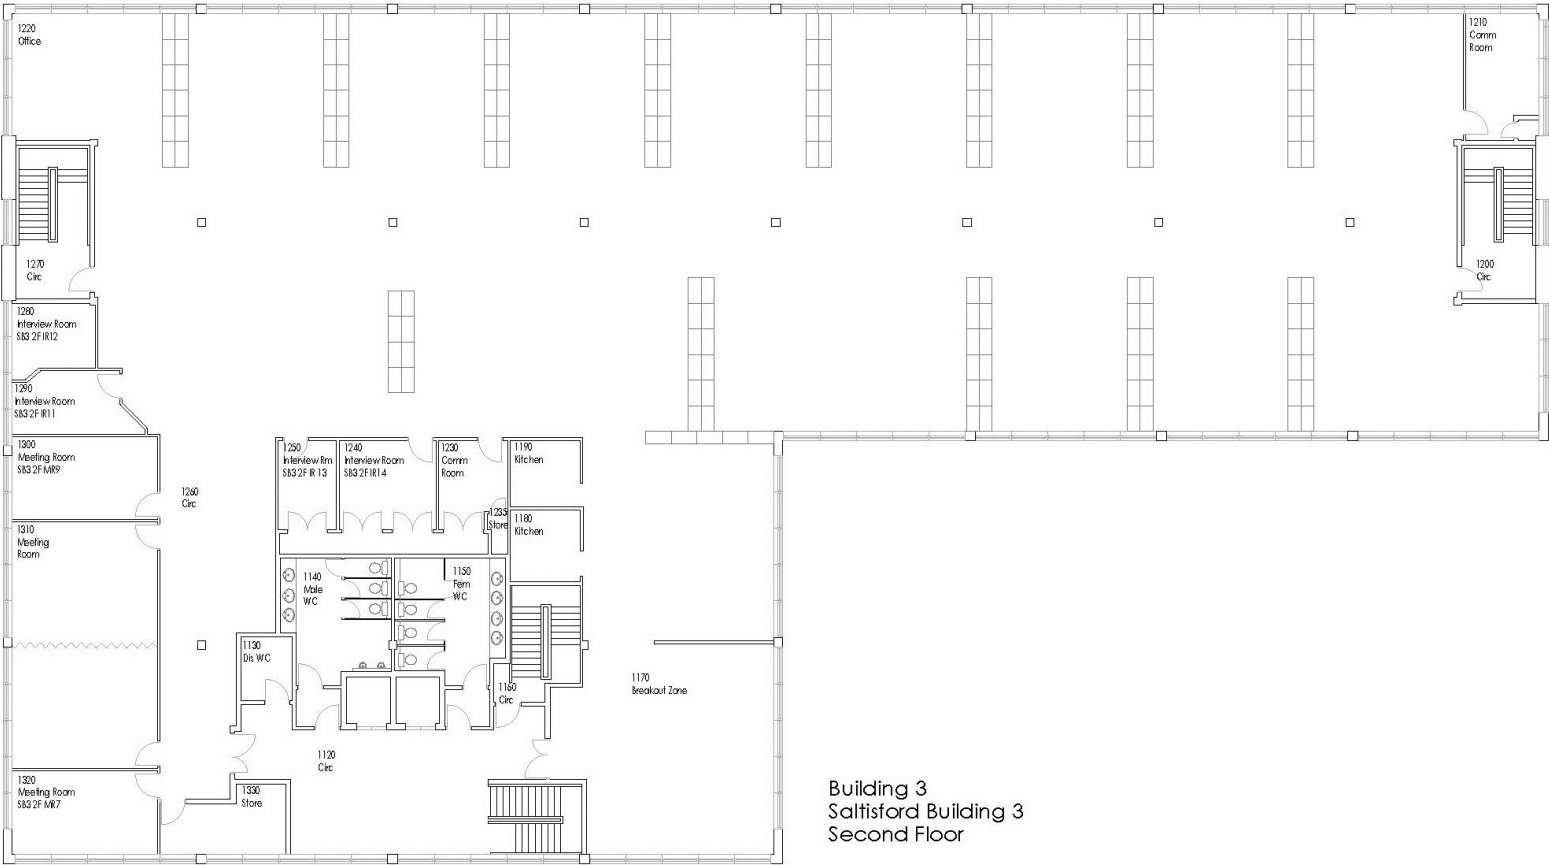 1220
Office
1210
Comm
Room
1270
Circ
1200
Circ
1280
Interview Room
SB3 2F IR12
1290
Interview Room
SB3 2F IR11
1300
Meeting Room
SB3 2F MR9
1250
Interview Rm
SB3 2F IR 13
1240
Interview Room
SB3 2F IR14
1230
Comm
Room
1190
Kitchen
1260
Circ
1235
Store
1180
Kitchen
1310
Meeting
Room
1140
Male
WC
1150
Fem
WC
1130
Dis WC
1160
Circ
1170
Breakout Zone
1120
Circ
1320
Meeting Room
SB3 2F MR7
1330
Store
Building 3
Saltisford Building 3
Second Floor